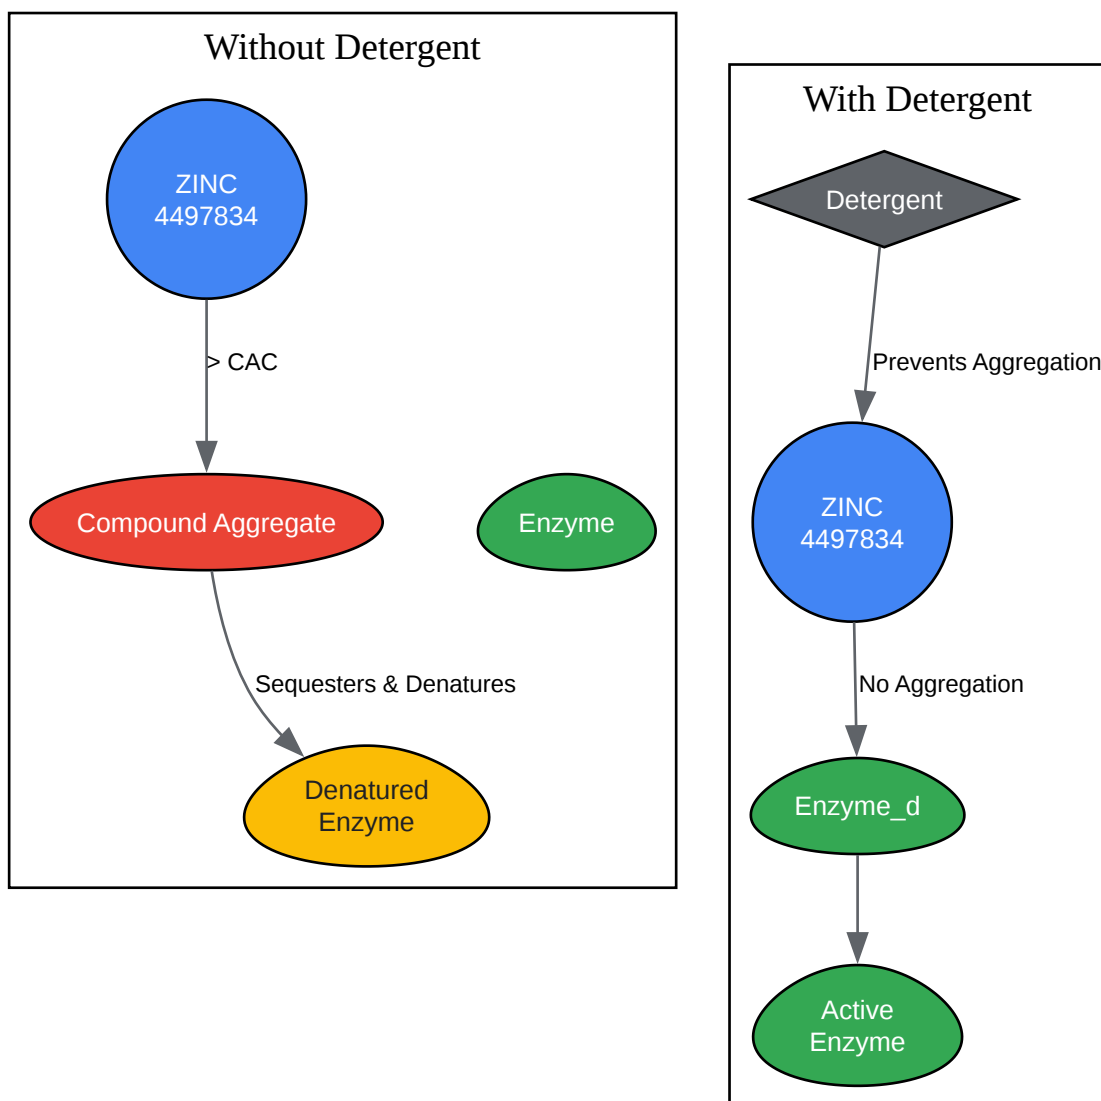 Without Detergent
ZINC
4497834
> CAC
Compound Aggregate
Enzyme
Sequesters & Denatures
Denatured
Enzyme
With Detergent
Detergent
Prevents Aggregation
ZINC
4497834
No Aggregation
Enzyme_d
Active
Enzyme